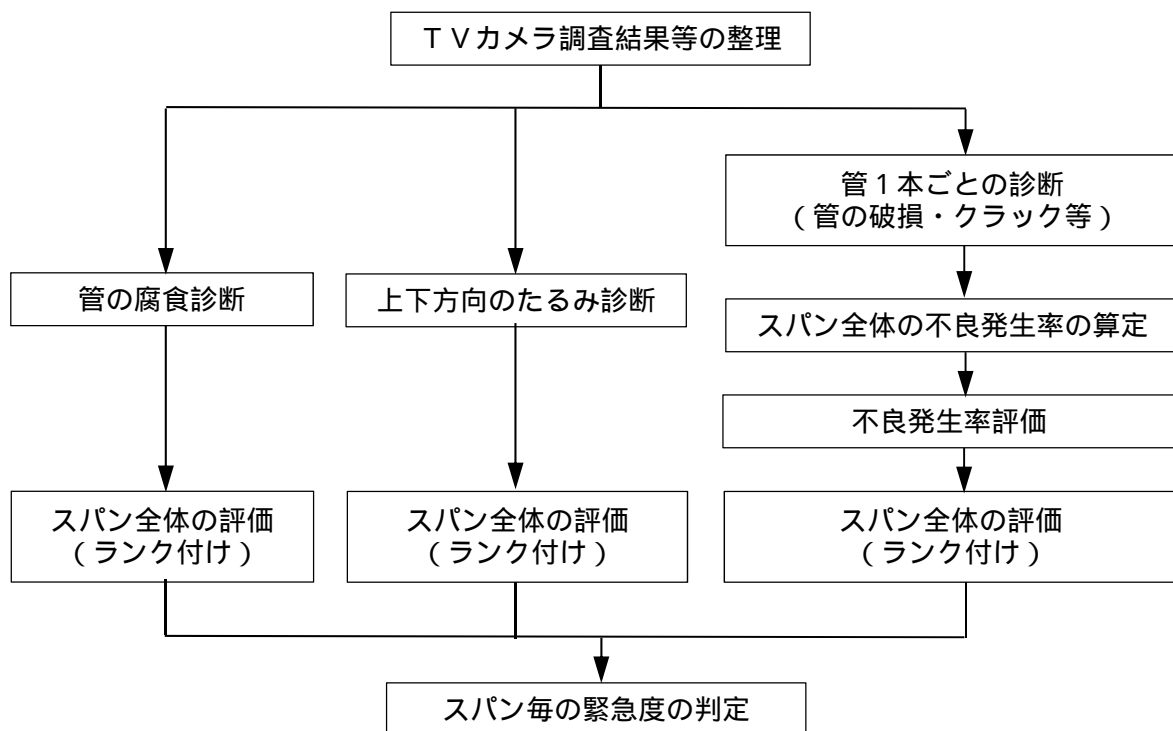 ＴＶカメラ調査結果等の整理
管１本ごとの診断
（管の破損・クラック等）
管の腐食診断
上下方向のたるみ診断
スパン全体の不良発生率の算定
不良発生率評価
スパン全体の評価
（ランク付け）
スパン全体の評価
（ランク付け）
スパン全体の評価
（ランク付け）
スパン毎の緊急度の判定